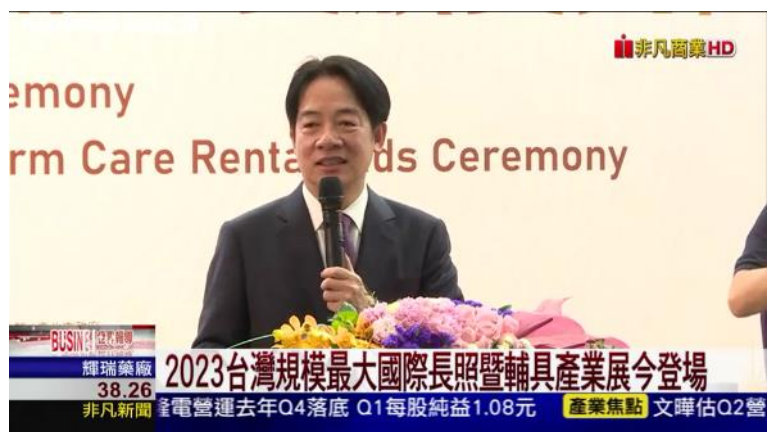 非凡商業HD
emony
rm Care Renta ds Ceremony
BUSIN
輝瑞藥廠
38.26
2023台灣規模最大國際長照暨輔具產業展今登場
非凡新聞
隆電營運去年Q4落底 Q1每股純益1.08元 產業焦點 文曄估Q2營